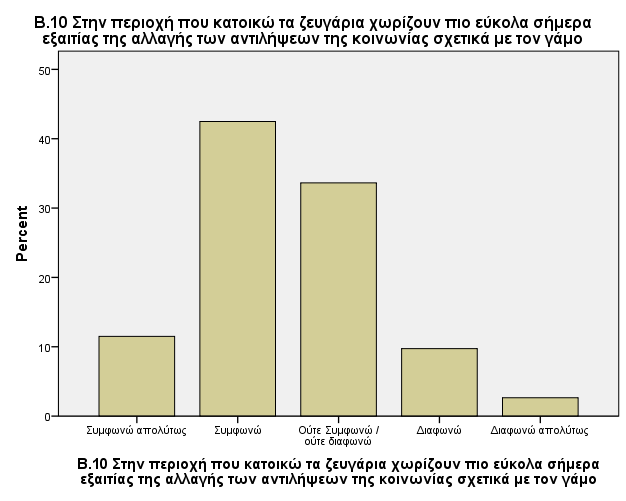 B.10 Στην περιοχή που κατοικώ τα ζευγάρια χωρίζουν πιο εύκολα σήμερα
εξαιτίας της αλλαγής των αντιλήψεων της κοινωνίας σχετικά με τον γάμο
50
40
30
20
10
0
Percent
Συμφωνώ απολύτως
Συμφωνώ
Ούτε Συμφωνώ /
ούτε διαφωνώ
Διαφωνώ
Διαφωνώ απολύτως
B.10 Στην περιοχή που κατοικώ τα ζευγάρια χωρίζουν πιο εύκολα σήμερα
εξαιτίας της αλλαγής των αντιλήψεων της κοινωνίας σχετικά με τον γάμο